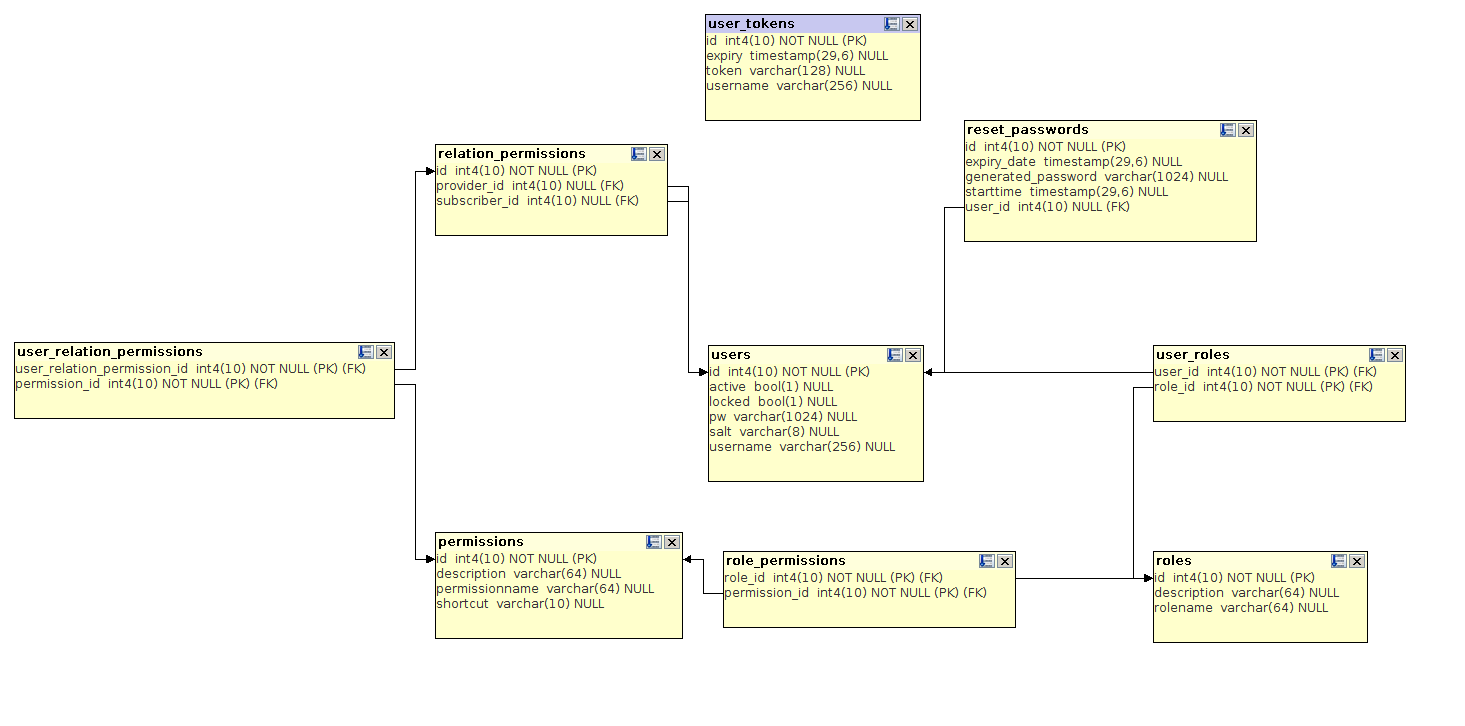 user_tokens
id int4(10) NOT NULL (PK)
expiry timestamp(29,6) NULL
token varchar(128) NULL
username varchar(256) NULL
reset_passwords
id int4(10) NOT NULL (PK)
expiry_date timestamp(29,6) NULL
generated_password varchar(1024) NULL
starttime timestamp(29,6) NULL
user_id int4(10) NULL (FK)
relation_permissions
id int4(10) NOT NULL (PK)
provider_id int4(10) NULL (FK)
subscriber_id int4(10) NULL (FK)
user_relation_permissions
user_relation_permission_id int4(10) NOT NULL (PK) (FK)
permission_id int4(10) NOT NULL (PK) (FK)
users
id int4(10) NOT NULL (PK)
active bool(1) NULL
locked bool(1) NULL
pw varchar(1024) NULL
salt varchar(8) NULL
username varchar(256) NULL
user_roles
user_id int4(10) NOT NULL (PK) (FK)
role_id int4(10) NOT NULL (PK) (FK)
permissions
id int4(10) NOT NULL (PK)
description varchar(64) NULL
permissionname varchar(64) NULL
shortcut varchar(10) NULL
role_permissions
role_id int4(10) NOT NULL (PK) (FK)
permission_id int4(10) NOT NULL (PK) (FK)
roles
id int4(10) NOT NULL (PK)
description varchar(64) NULL
rolename varchar(64) NULL